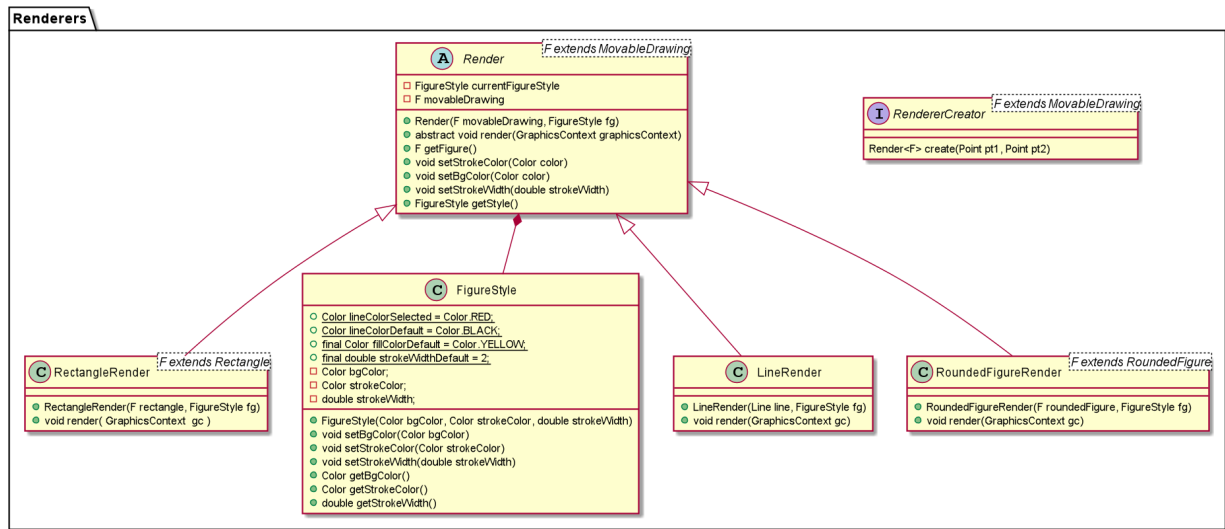 Renderers
F extends MovableDrawing
A Render
FigureStyle currentFigureStyle
F movableDrawing
Render(F movableDrawing, FigureStyle fg)
abstract void render(GraphicsContext graphicsContext)
F getFigure()
void setStrokeColor(Color color)
void setBgColor(Color color)
void setStrokeWidth(double strokeWidth)
FigureStyle getStyle()
F extends MovableDrawing
I RendererCreator
Render<F> create(Point pt1, Point pt2)
F extends Rectangle
C RectangleRender
RectangleRender(F rectangle, FigureStyle fg)
void render( GraphicsContext gc )
C FigureStyle
Color lineColorSelected = Color.RED;
Color lineColorDefault = Color.BLACK;
final Color fillColorDefault = Color.YELLOW;
final double strokeWidthDefault = 2;
Color bgColor;
Color strokeColor;
double strokeWidth;
FigureStyle(Color bgColor, Color strokeColor, double strokeWidth)
void setBgColor(Color bgColor)
void setStrokeColor(Color strokeColor)
void setStrokeWidth(double strokeWidth)
Color getBgColor()
Color getStrokeColor()
double getStrokeWidth()
C LineRender
LineRender(Line line, FigureStyle fg)
void render(GraphicsContext gc)
F extends RoundedFigure
C RoundedFigureRender
RoundedFigureRender(F roundedFigure, FigureStyle fg)
void render(GraphicsContext gc)